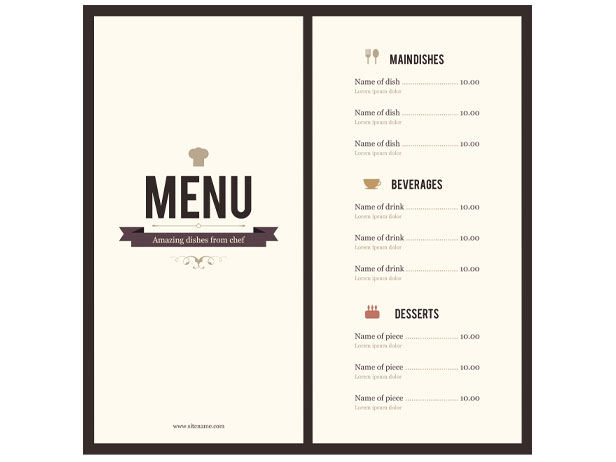 MENU
Amazing dishes from chef
www.sitename.com
MAIN DISHES
Name of dish ............................ 10.00
Lorem ipsum dolor
Name of dish ............................ 10.00
Lorem ipsum dolor
Name of dish ............................ 10.00
Lorem ipsum dolor
BEVERAGES
Name of drink .......................... 10.00
Lorem ipsum dolor
Name of drink .......................... 10.00
Lorem ipsum dolor
Name of drink .......................... 10.00
Lorem ipsum dolor
DESSERTS
Name of piece .......................... 10.00
Lorem ipsum dolor
Name of piece .......................... 10.00
Lorem ipsum dolor
Name of piece .......................... 10.00
Lorem ipsum dolor